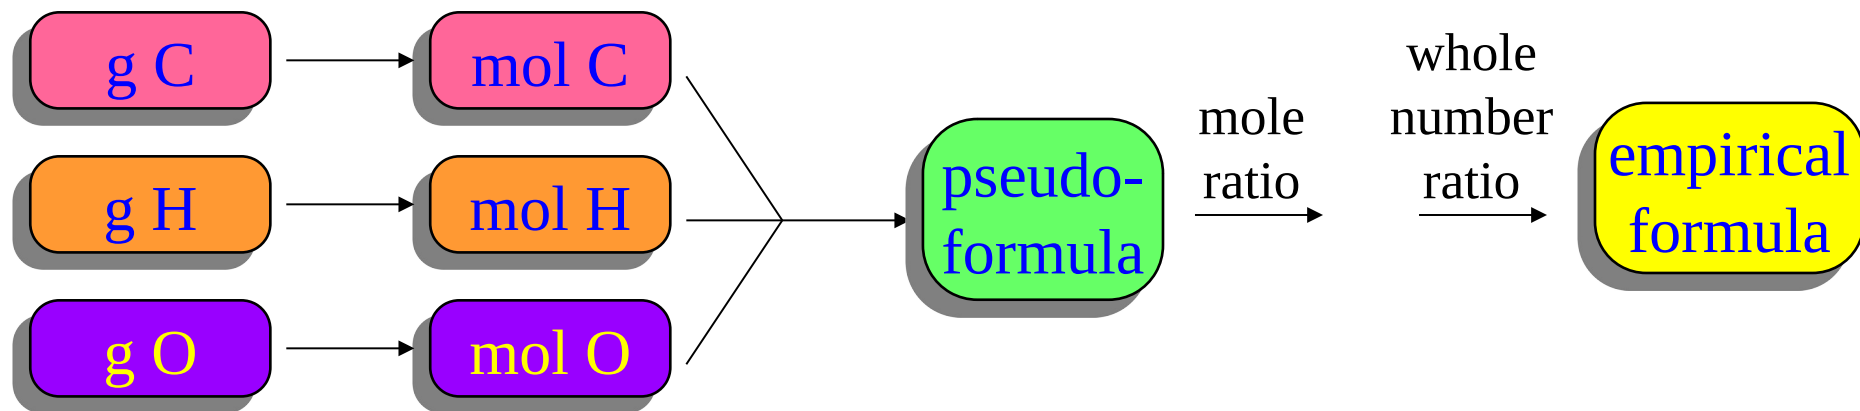 g C
mol C
g H
mol H
g O
mol O
pseudo-
formula
mole
ratio
whole
number
ratio
empirical
formula